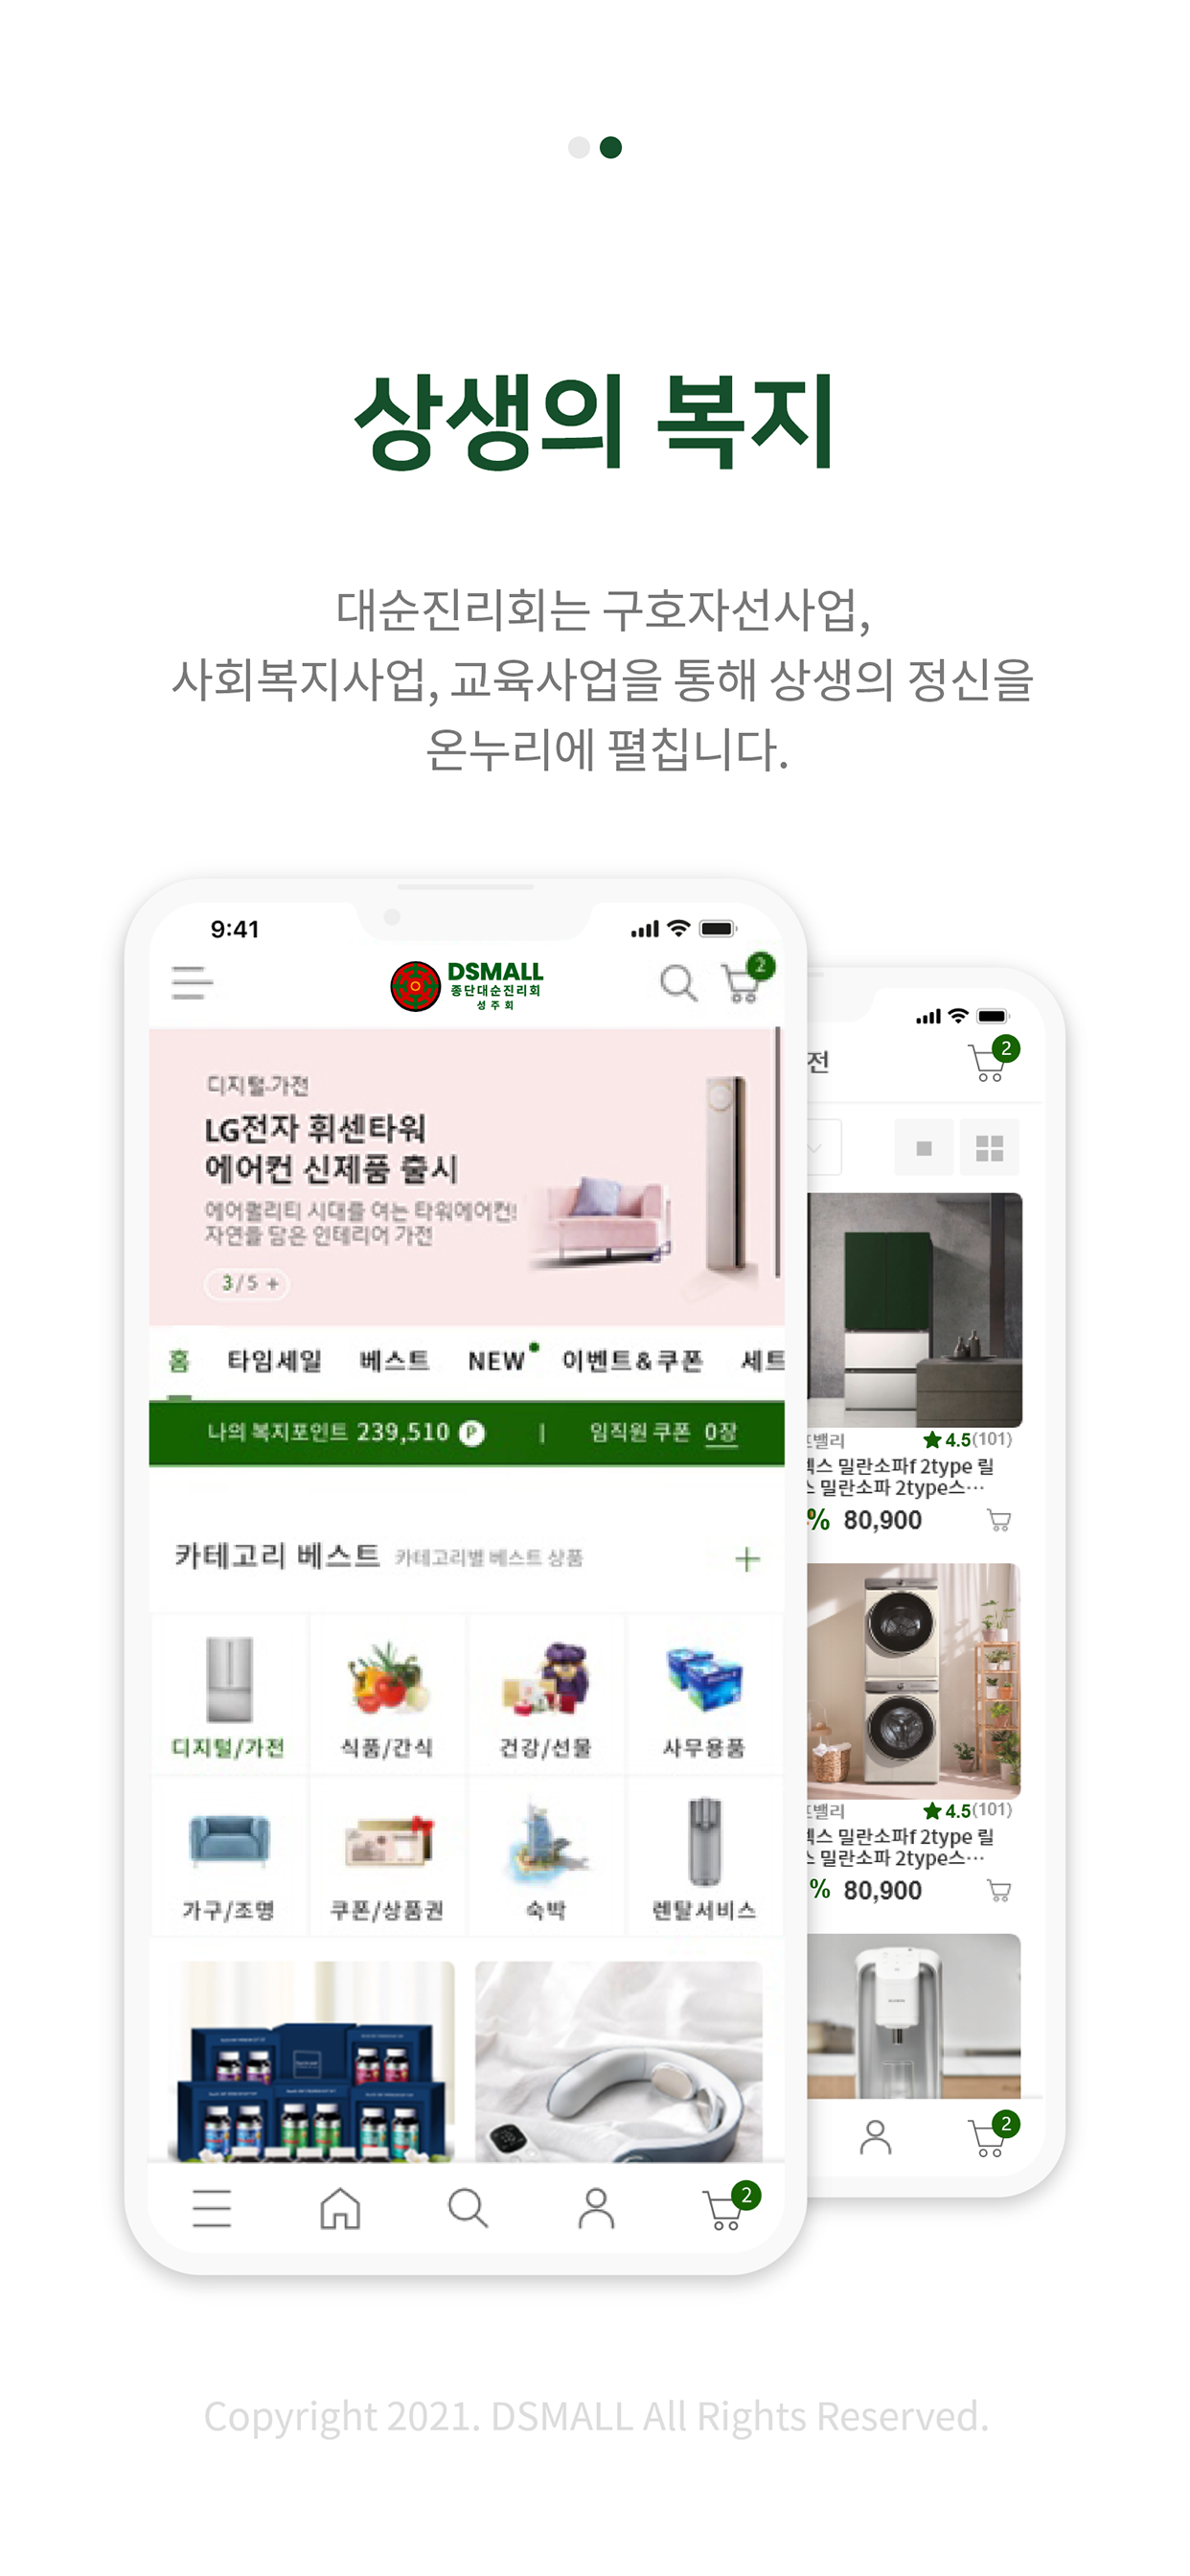 상생의 복지
대순진리회는 구호자선사업,
사회복지사업, 교육사업을 통해 상생의 정신을
온누리에 펼칩니다.
9:41
DSMALL
종단대순진리회
성주회
2
디지털·가전
LG전자 휘센타워
에어컨 신제품 출시
에어퀄리티 시대를 여는 타워에어컨!
자연을 담은 인테리어 가전
3/5 +
홈 타임세일 베스트 NEW 이벤트&쿠폰 세트
나의 복지포인트 239,510 P | 임직원 쿠폰 0장
카테고리 베스트 카테고리별 베스트 상품 +
디지털/가전 식품/간식 건강/선물 사무용품
가구/조명 쿠폰/상품권 숙박 렌탈서비스
2
전
2
밸리 4.5(101)
스 밀란소파f 2type 릴
스 밀란소파 2type스…
% 80,900
밸리 4.5(101)
스 밀란소파f 2type 릴
스 밀란소파 2type스…
% 80,900
2
Copyright 2021. DSMALL All Rights Reserved.